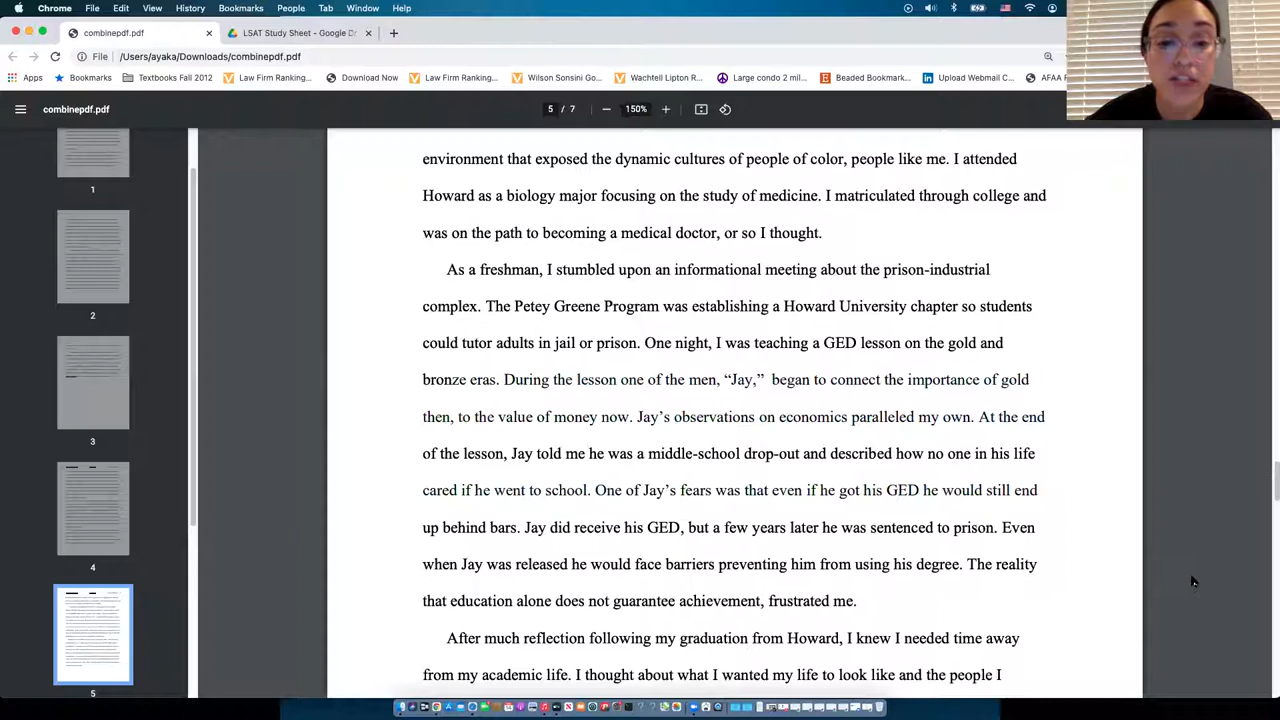 Chrome File Edit View History Bookmarks People Tab Window Help
combinepdf.pdf LSAT Study Sheet - Google Dr
File /Users/ayaka/Downloads/combinepdf.pdf
Apps Bookmarks Textbooks Fall 2012 Law Firm Ranking... Download Now Law Firm Ranking... Von Morsini Go... Wachtell Lipton R... Large condo 2 mil... Beaded Bookmark... Upload Webmail C... AFAA
combinepdf.pdf 5 / 7 150%
1
2
3
4
5
environment that exposed the dynamic cultures of people of color, people like me. I attended
Howard as a biology major focusing on the study of medicine. I matriculated through college and
was on the path to becoming a medical doctor, or so I thought.
As a freshman, I stumbled upon an informational meeting about the prison-industrial
complex. The Petey Greene Program was establishing a Howard University chapter so students
could tutor adults in jail or prison. One night, I was teaching a GED lesson on the gold and
bronze eras. During the lesson one of the men, “Jay,” began to connect the importance of gold
then, to the value of money now. Jay’s observations on economics paralleled my own. At the end
of the lesson, Jay told me he was a middle-school drop-out and described how no one in his life
cared if he went to school. One of Jay’s fears was that even if he got his GED he would still end
up behind bars. Jay did receive his GED, but a few years later he was sentenced to prison. Even
when Jay was released he would face barriers preventing him from using his degree. The reality
that education alone does not guarantee achievement, frustrated me.
After much reflection following my graduation from Howard, I knew I needed time away
from my academic life. I thought about what I wanted my life to look like and the people I